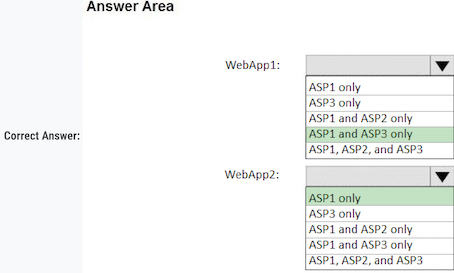 Answer Area
WebApp1:
ASP1 only
ASP3 only
ASP1 and ASP2 only
Correct Answer:
ASP1 and ASP3 only
ASP1, ASP2, and ASP3
WebApp2:
ASP1 only
ASP3 only
ASP1 and ASP2 only
ASP1 and ASP3 only
ASP1, ASP2, and ASP3